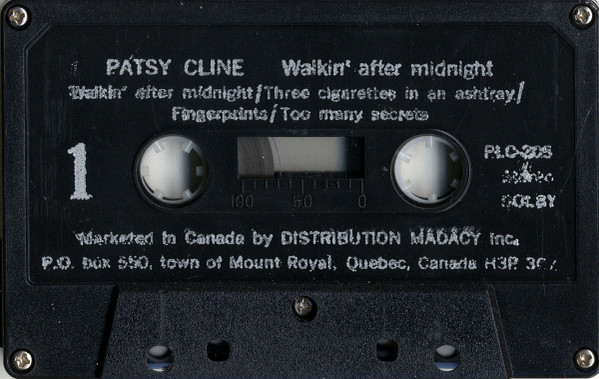 PATSY CLINE Walkin' after midnight
Walkin' after midnight/Three cigarettes in an ashtray/
Fingerprints/Too many secrets
1
PLC-205
Stereo
DOLBY
100 50 0
Marketed in Canada by DISTRIBUTION MADACY Inc.
P.O. box 550, town of Mount Royal, Quebec, Canada H3P